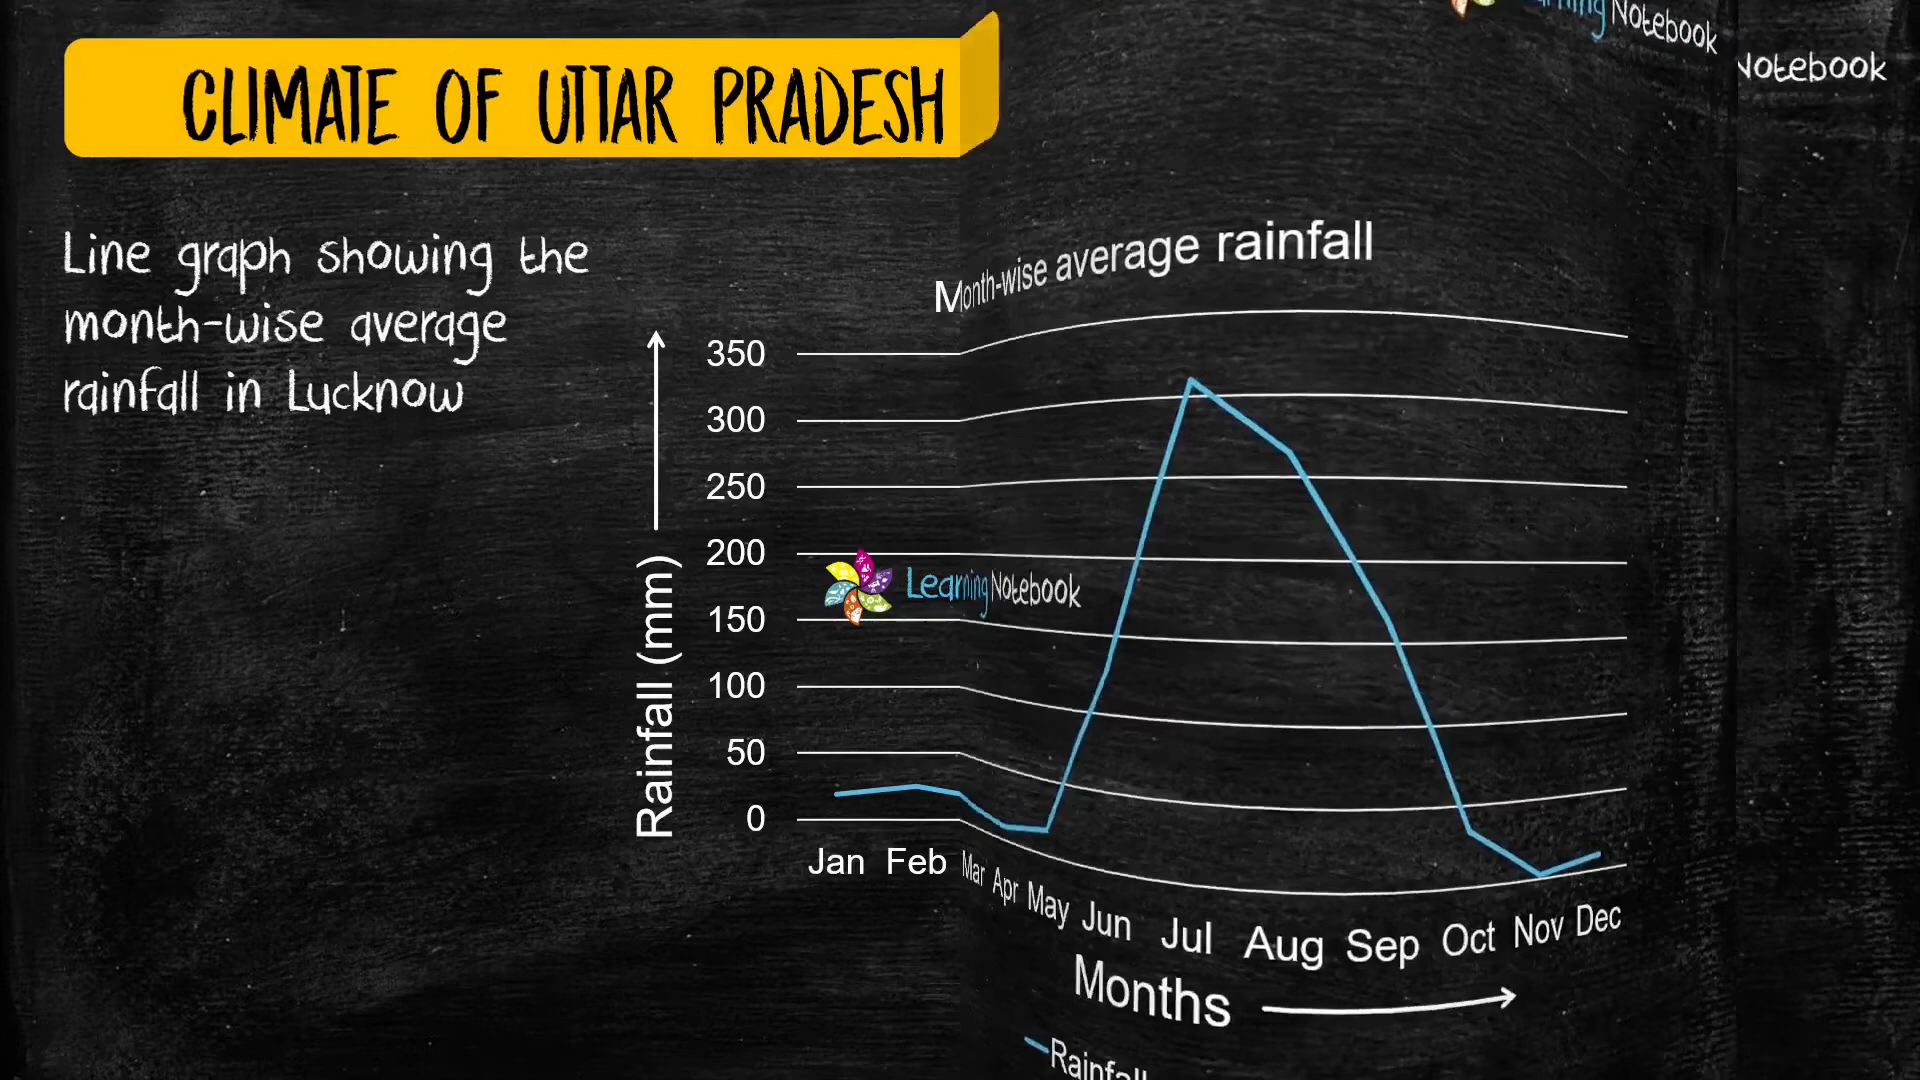 Notebook
Notebook
CLIMATE OF UTTAR PRADESH
Line graph showing the
month-wise average
rainfall in Lucknow
Month-wise average rainfall
350
300
250
200
150
100
50
0
Rainfall (mm)
Learning Notebook
Jan Feb Mar Apr May Jun Jul Aug Sep Oct Nov Dec
Months